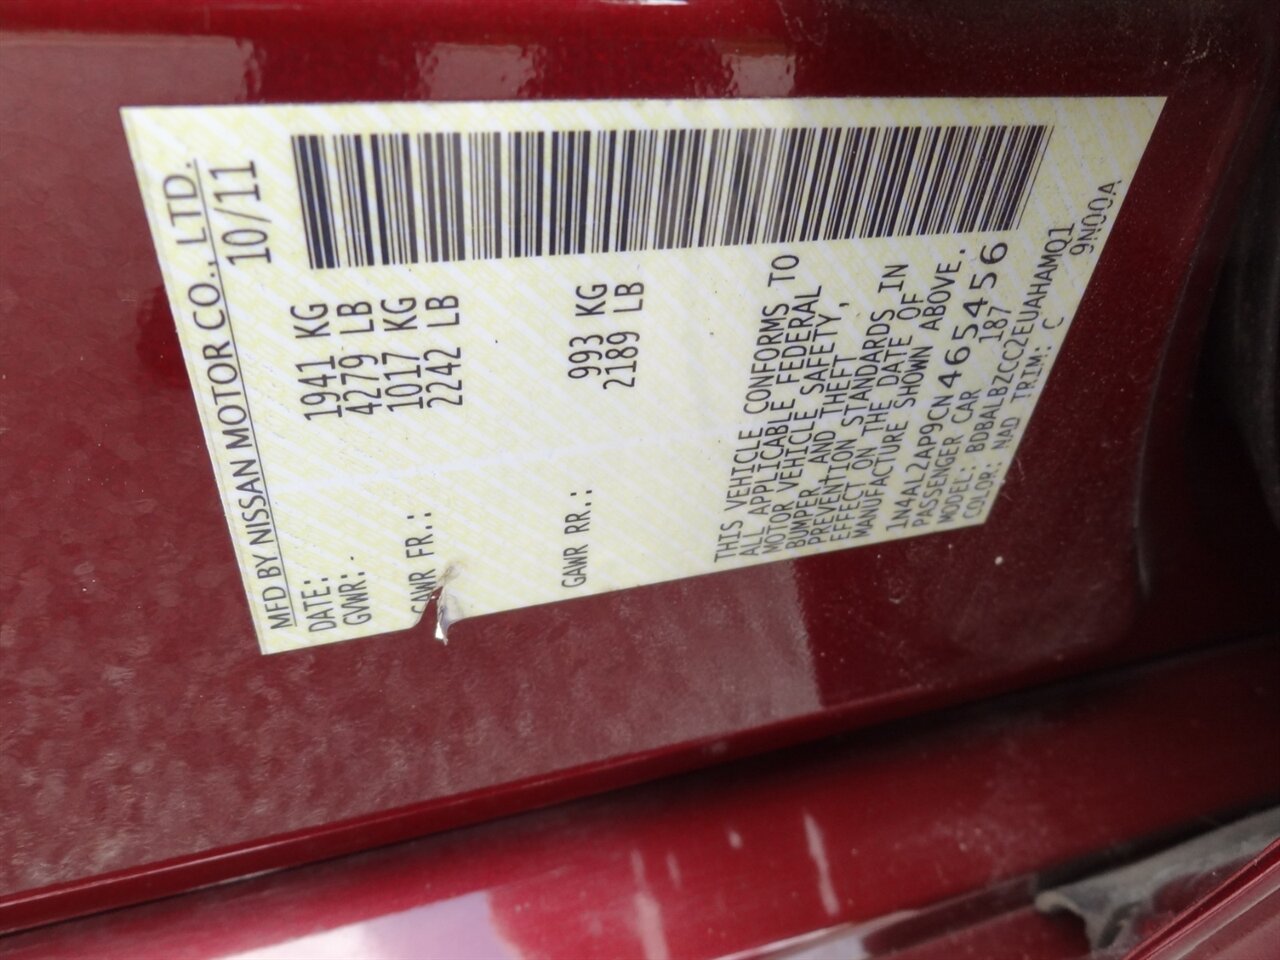 MFD BY NISSAN MOTOR CO., LTD.
DATE: 10/11
GVWR: 1941 KG
4279 LB
GAWR FR.: 1017 KG
2242 LB
GAWR RR.: 993 KG
2189 LB
THIS VEHICLE CONFORMS TO
ALL APPLICABLE FEDERAL
MOTOR VEHICLE SAFETY,
BUMPER, AND THEFT
PREVENTION STANDARDS IN
EFFECT ON THE DATE OF
MANUFACTURE SHOWN ABOVE.
1N4AL2AP9CN465456
PASSENGER CAR 187
MODEL: BDBALBZCC2EUAHAMQ1
COLOR: NAD TRIM: C 9N00A